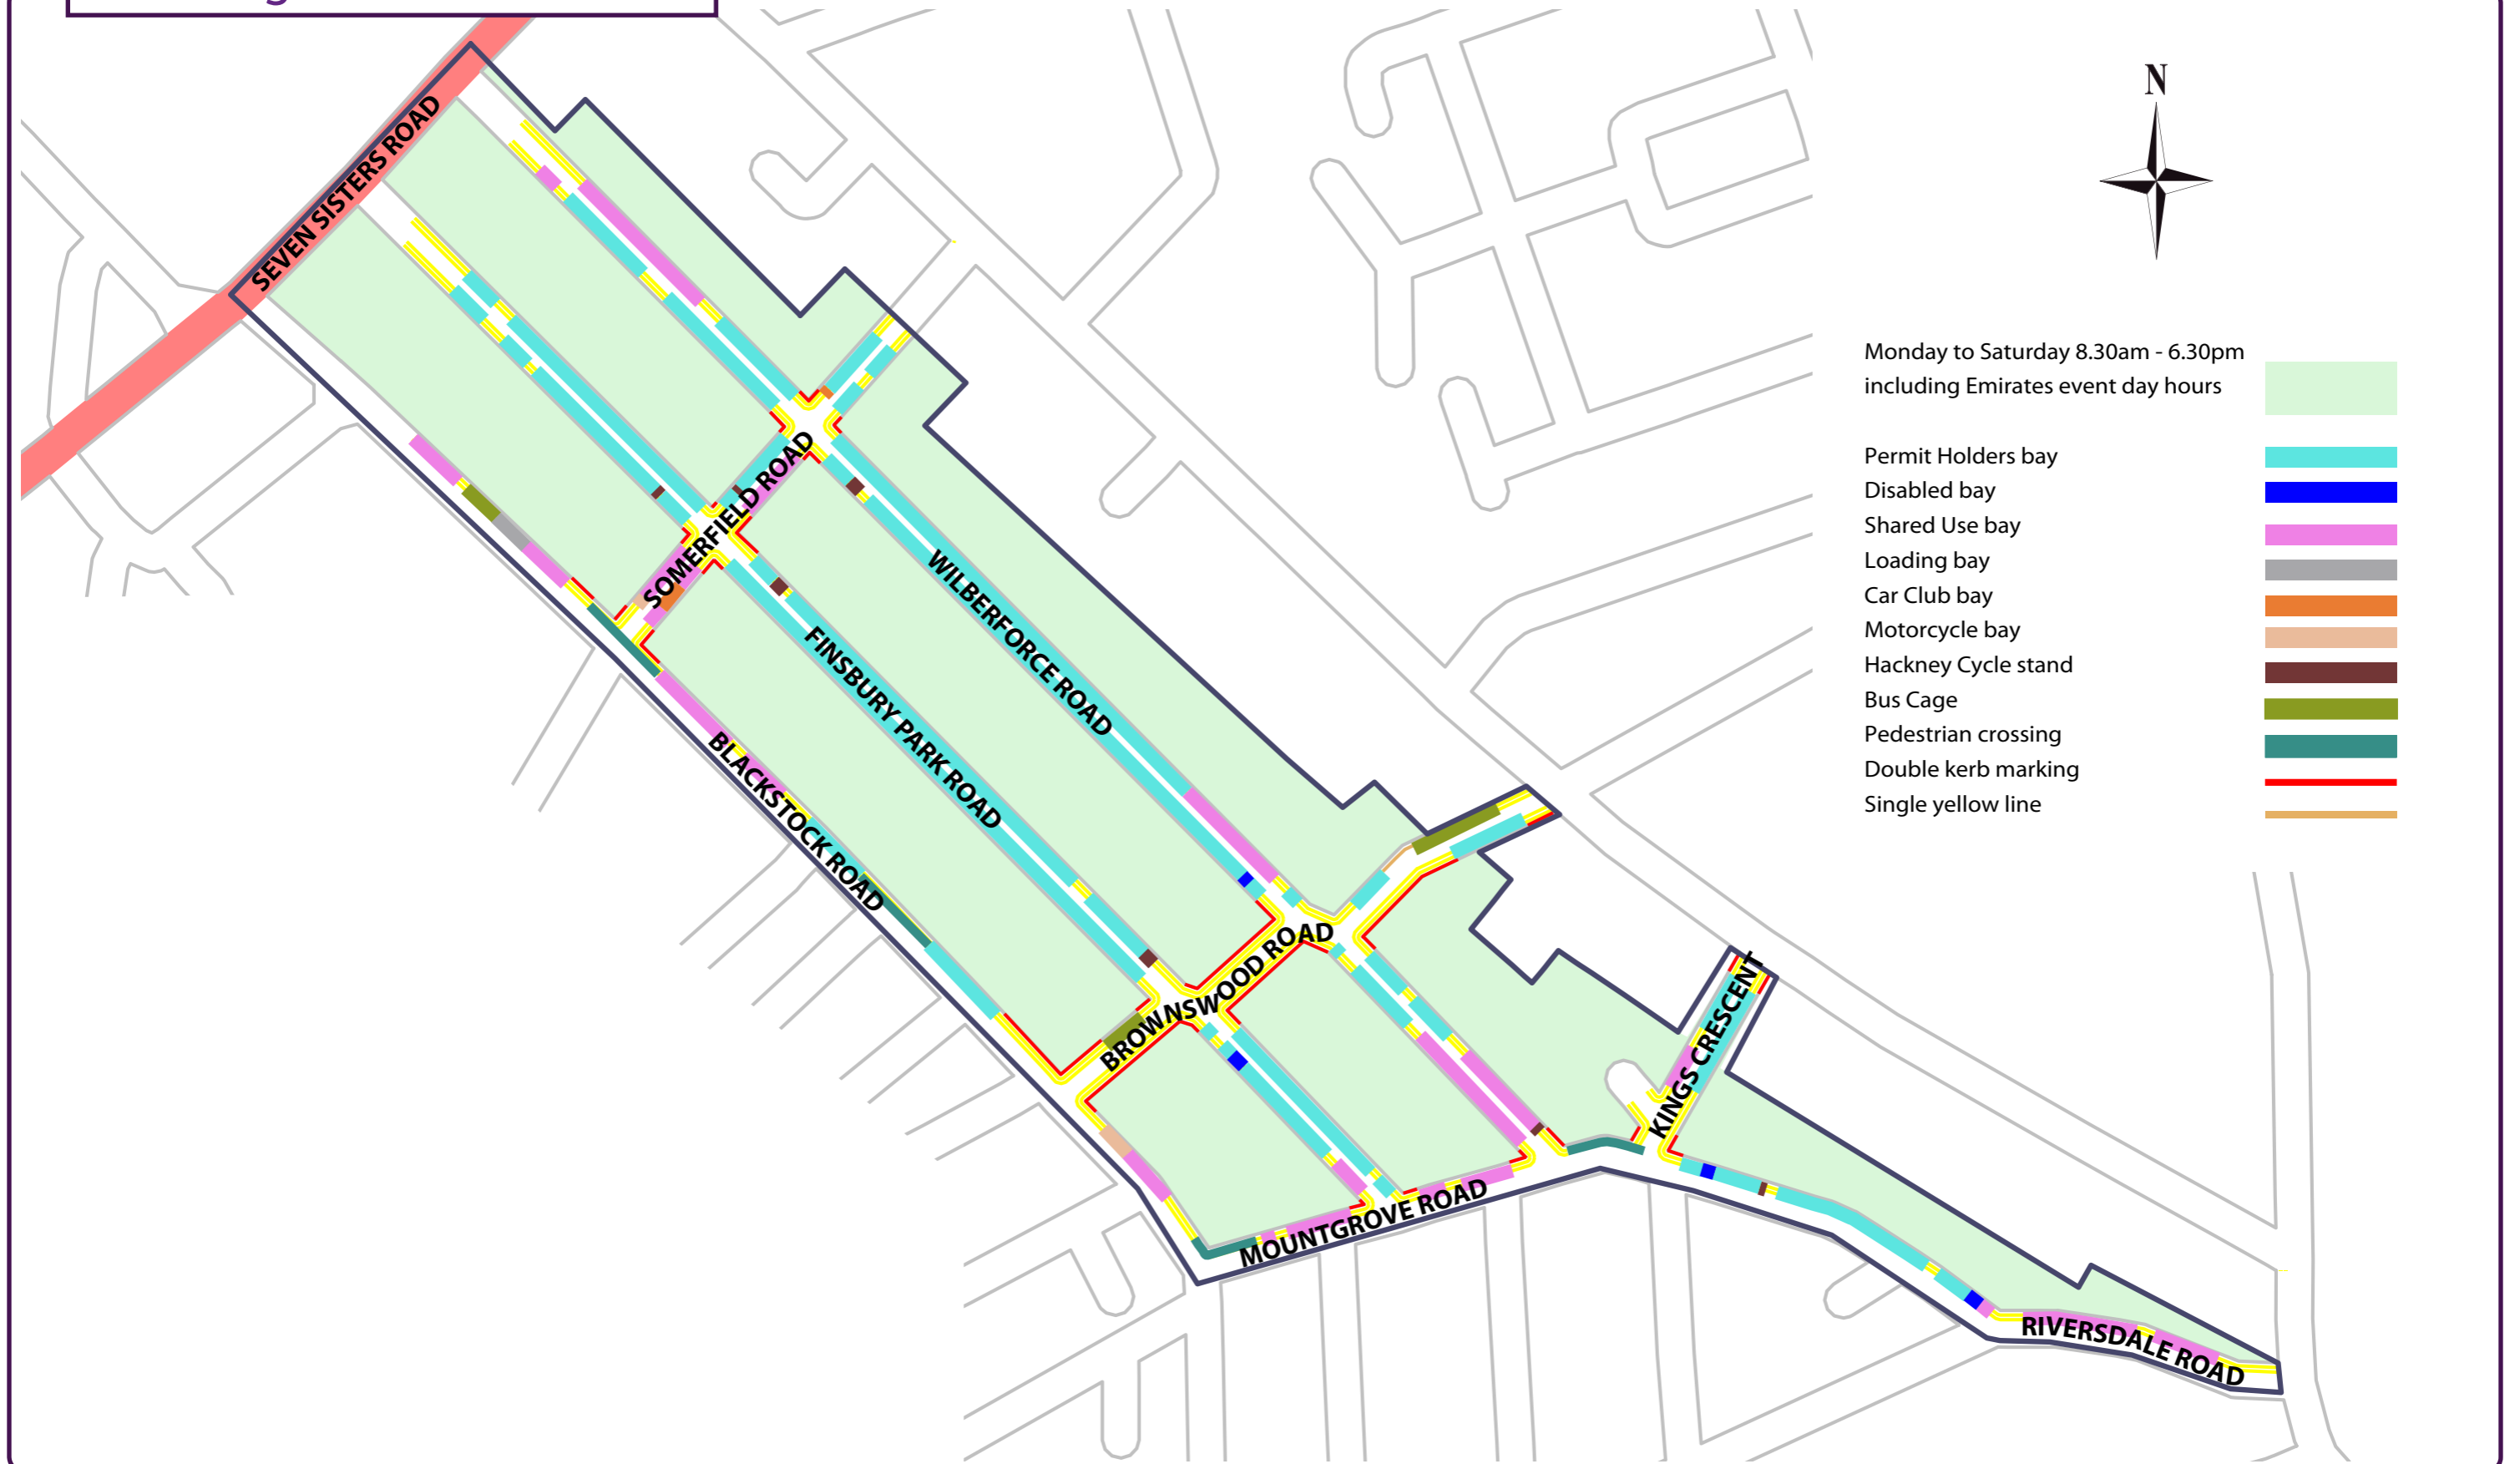 N
SEVEN SISTERS ROAD
Monday to Saturday 8.30am - 6.30pm
including Emirates event day hours
Permit Holders bay
Disabled bay
Shared Use bay
Loading bay
Car Club bay
Motorcycle bay
Hackney Cycle stand
Bus Cage
Pedestrian crossing
Double kerb marking
Single yellow line
SOMERFIELD ROAD
WILBERFORCE ROAD
FINSBURY PARK ROAD
BLACKSTOCK ROAD
BROWNSWOOD ROAD
KINGS CRESCENT
MOUNTGROVE ROAD
RIVERSDALE ROAD